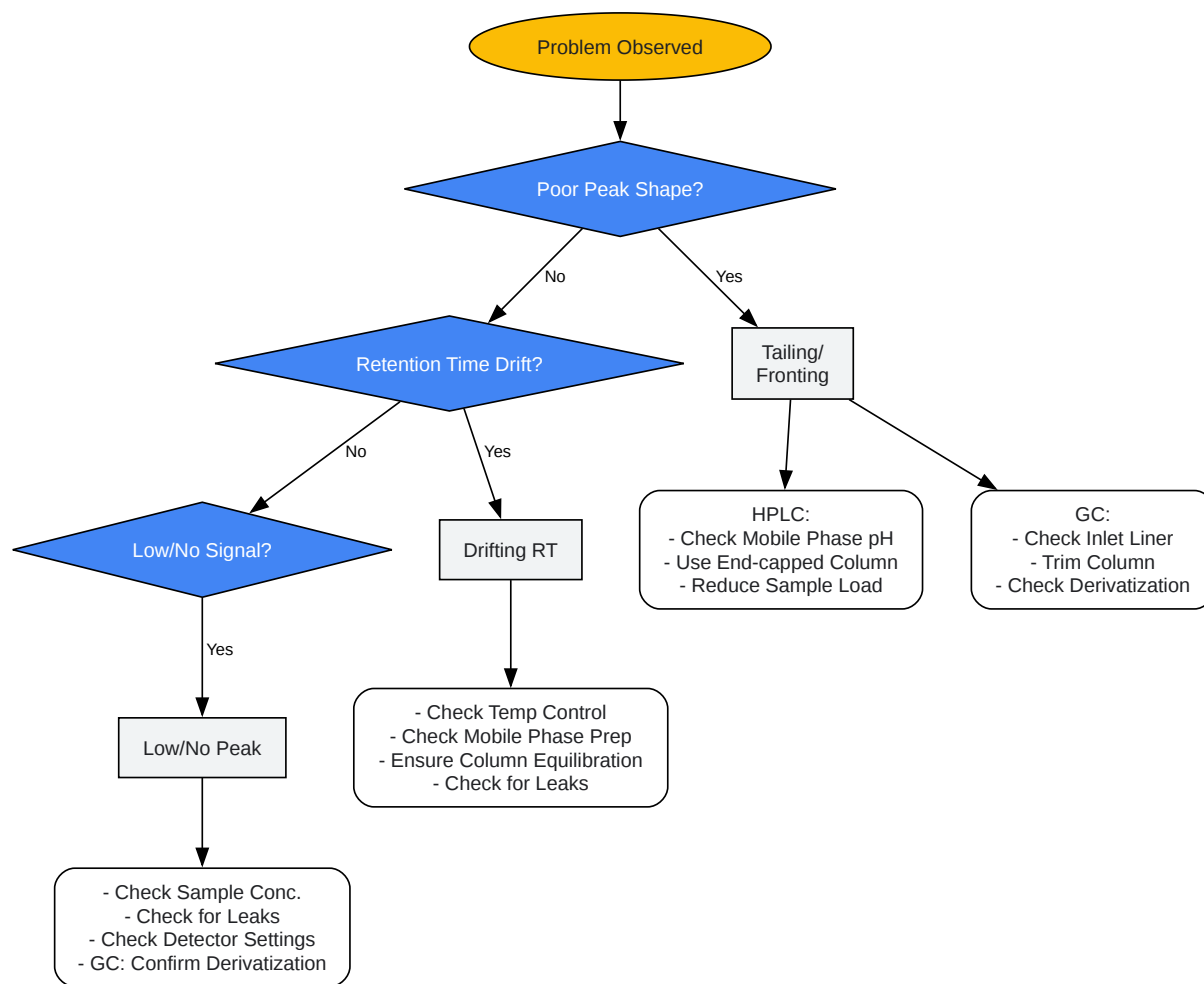 Problem Observed
Poor Peak Shape?
No
Yes
Retention Time Drift?
Tailing/
Fronting
No
Yes
HPLC:
- Check Mobile Phase pH
- Use End-capped Column
- Reduce Sample Load
GC:
- Check Inlet Liner
- Trim Column
- Check Derivatization
Low/No Signal?
Drifting RT
Yes
- Check Temp Control
- Check Mobile Phase Prep
- Ensure Column Equilibration
- Check for Leaks
Low/No Peak
- Check Sample Conc.
- Check for Leaks
- Check Detector Settings
- GC: Confirm Derivatization